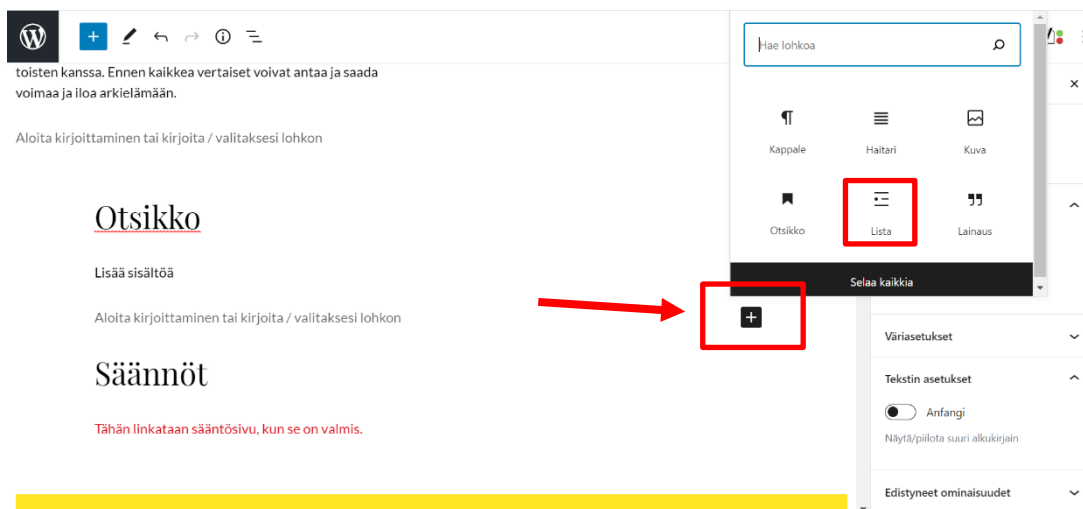 toisten kanssa. Ennen kaikkea vertaiset voivat antaa ja saada
voimaa ja iloa arkielämään.
Aloita kirjoittaminen tai kirjoita / valitaksesi lohkon
Otsikko
Lisää sisältöä
Aloita kirjoittaminen tai kirjoita / valitaksesi lohkon
Säännöt
Tähän linkataan sääntösivu, kun se on valmis.
Hae lohkoa
Kappale
Haitari
Kuva
Otsikko
Lista
Lainaus
Selaa kaikkia
Väriasetukset
Tekstin asetukset
Anfangi
Näytä/piilota suuri alkukirjain
Edistyneet ominaisuudet